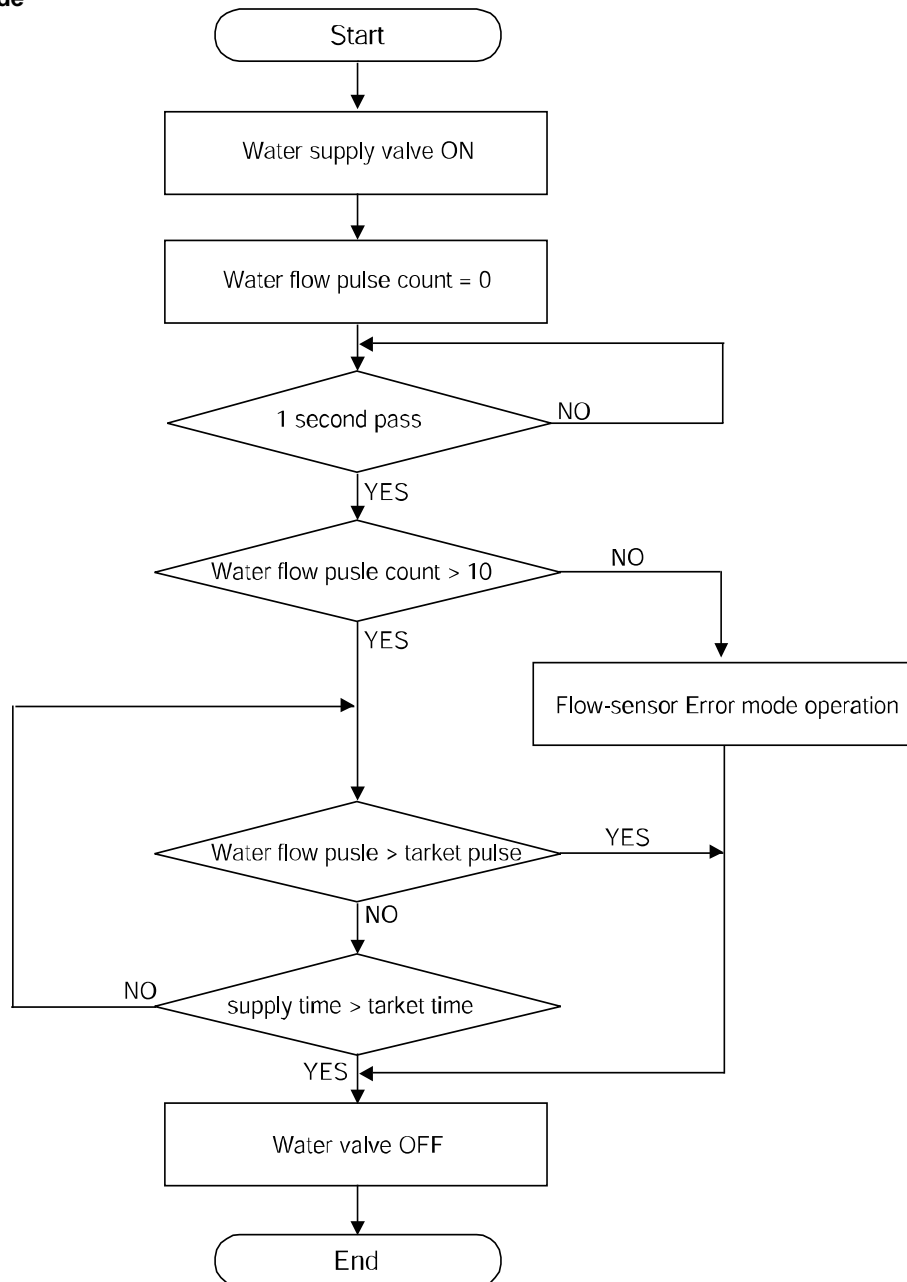 Start
Water supply valve ON
Water flow pulse count = 0
1 second pass
NO
YES
Water flow pusle count > 10
NO
YES
Flow-sensor Error mode operation
Water flow pusle > tarket pulse
YES
NO
supply time > tarket time
NO
YES
Water valve OFF
End